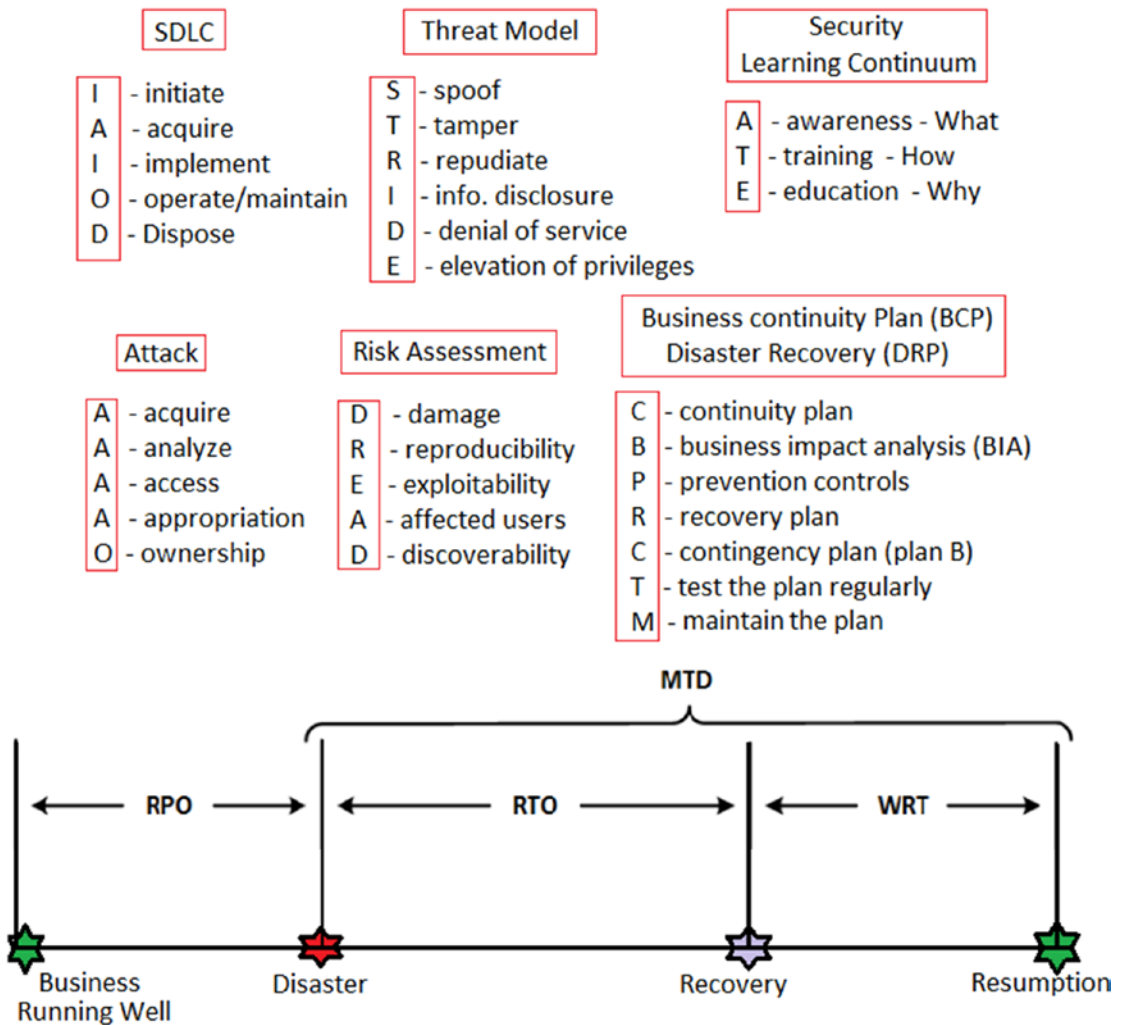 SDLC
I - initiate
A - acquire
I - implement
O - operate/maintain
D - Dispose
Threat Model
S - spoof
T - tamper
R - repudiate
I - info. disclosure
D - denial of service
E - elevation of privileges
Security
Learning Continuum
A - awareness - What
T - training - How
E - education - Why
Attack
A - acquire
A - analyze
A - access
A - appropriation
O - ownership
Risk Assessment
D - damage
R - reproducibility
E - exploitability
A - affected users
D - discoverability
Business continuity Plan (BCP)
Disaster Recovery (DRP)
C - continuity plan
B - business impact analysis (BIA)
P - prevention controls
R - recovery plan
C - contingency plan (plan B)
T - test the plan regularly
M - maintain the plan
MTD
RPO RTO WRT
Business
Running Well
Disaster
Recovery
Resumption